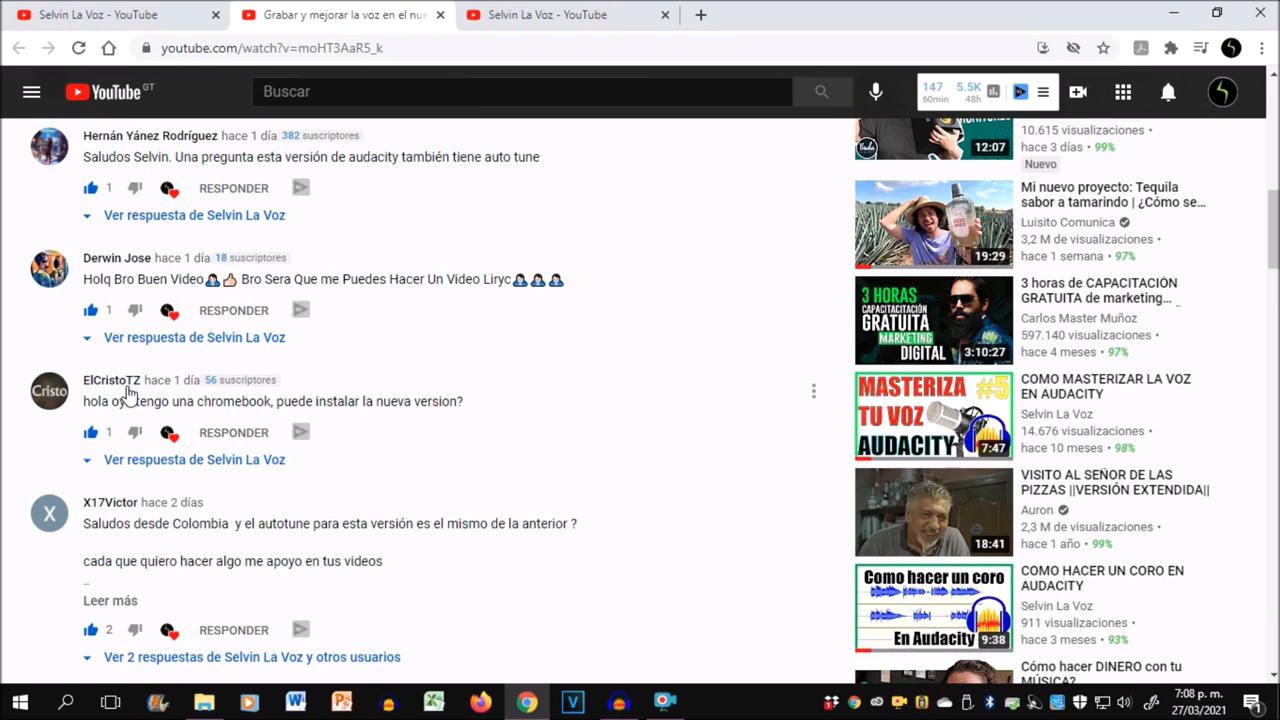 Selvin La Voz - YouTube
Grabar y mejorar la voz en el nue
Selvin La Voz - YouTube
youtube.com/watch?v=moHT3AaR5_k
YouTube GT
Buscar
147 60min
5.5K 48h
Hernán Yánez Rodríguez hace 1 día 382 suscriptores
Saludos Selvin. Una pregunta esta versión de audacity también tiene auto tune
1 RESPONDER
Ver respuesta de Selvin La Voz
Derwin Jose hace 1 día 18 suscriptores
Holq Bro Buen Video Bro Sera Que me Puedes Hacer Un Video Liryc
1 RESPONDER
Ver respuesta de Selvin La Voz
Cristo
ElCristoTZ hace 1 día 56 suscriptores
hola tengo una chromebook, puede instalar la nueva version?
1 RESPONDER
Ver respuesta de Selvin La Voz
X
X17Victor hace 2 días
Saludos desde Colombia y el autotune para esta versión es el mismo de la anterior ?
cada que quiero hacer algo me apoyo en tus videos
..
Leer más
2 RESPONDER
Ver 2 respuestas de Selvin La Voz y otros usuarios
12:07
10.615 visualizaciones •
hace 3 días • 99%
Nuevo
19:29
Mi nuevo proyecto: Tequila
sabor a tamarindo | ¿Cómo se...
Luisito Comunica
3,2 M de visualizaciones •
hace 1 semana • 97%
3 HORAS
CAPACITACIÓN
GRATUITA
MARKETING
DIGITAL
3:10:27
3 horas de CAPACITACIÓN
GRATUITA de marketing...
Carlos Master Muñoz
597.140 visualizaciones •
hace 4 meses • 97%
MASTERIZA #5
TU VOZ
AUDACITY
7:47
COMO MASTERIZAR LA VOZ
EN AUDACITY
Selvin La Voz
14.676 visualizaciones •
hace 10 meses • 98%
18:41
VISITO AL SEÑOR DE LAS
PIZZAS ||VERSIÓN EXTENDIDA||
Auron
2,3 M de visualizaciones •
hace 1 año • 99%
Como hacer un coro
En Audacity
9:38
COMO HACER UN CORO EN
AUDACITY
Selvin La Voz
911 visualizaciones •
hace 3 meses • 93%
Cómo hacer DINERO con tu
MÚSICA?
7:08 p. m.
27/03/2021